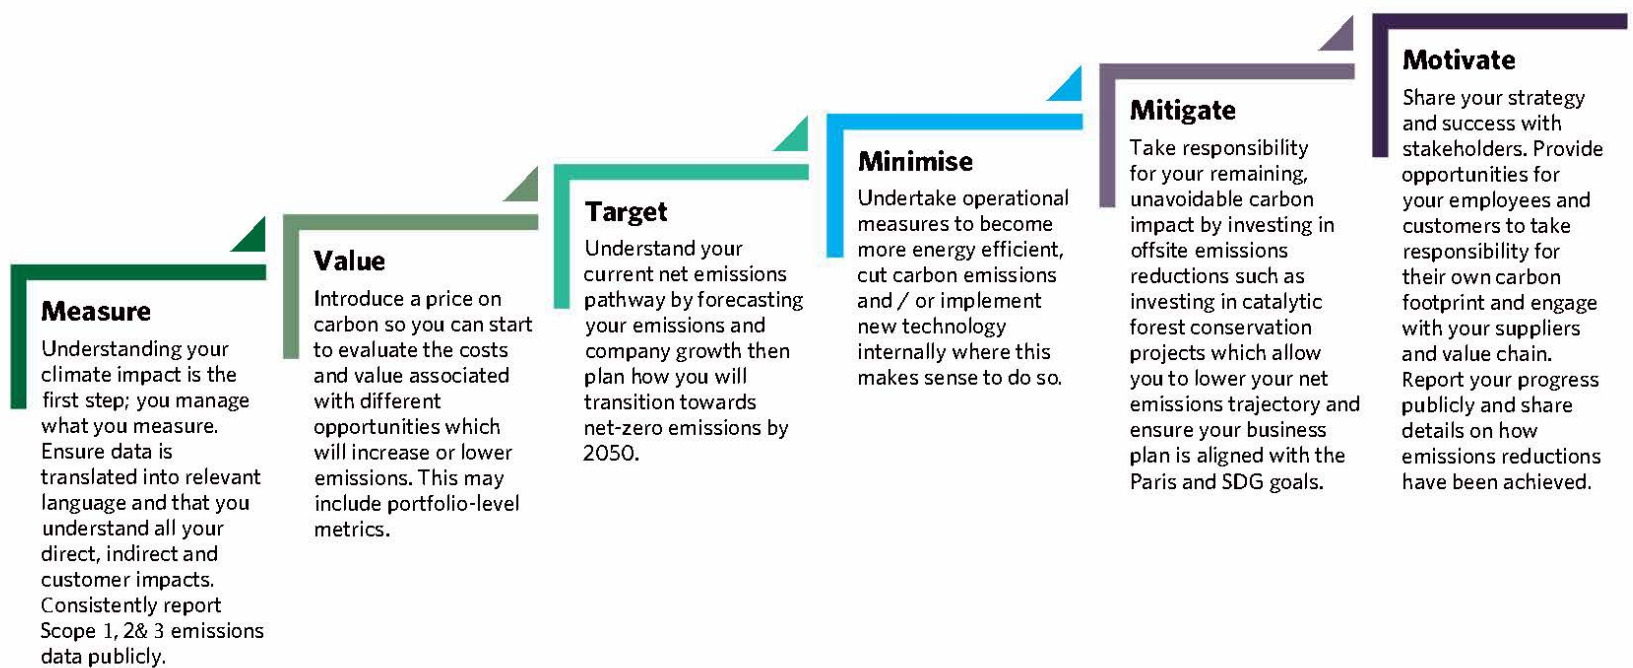 Measure
Understanding your
climate impact is the
first step; you manage
what you measure.
Ensure data is
translated into relevant
language and that you
understand all your
direct, indirect and
customer impacts.
Consistently report
Scope 1, 2& 3 emissions
data publicly.
Value
Introduce a price on
carbon so you can start
to evaluate the costs
and value associated
with different
opportunities which
will increase or lower
emissions. This may
include portfolio-level
metrics.
Target
Understand your
current net emissions
pathway by forecasting
your emissions and
company growth then
plan how you will
transition towards
net-zero emissions by
2050.
Minimise
Undertake operational
measures to become
more energy efficient,
cut carbon emissions
and / or implement
new technology
internally where this
makes sense to do so.
Mitigate
Take responsibility
for your remaining,
unavoidable carbon
impact by investing in
offsite emissions
reductions such as
investing in catalytic
forest conservation
projects which allow
you to lower your net
emissions trajectory and
ensure your business
plan is aligned with the
Paris and SDG goals.
Motivate
Share your strategy
and success with
stakeholders. Provide
opportunities for
your employees and
customers to take
responsibility for
their own carbon
footprint and engage
with your suppliers
and value chain.
Report your progress
publicly and share
details on how
emissions reductions
have been achieved.